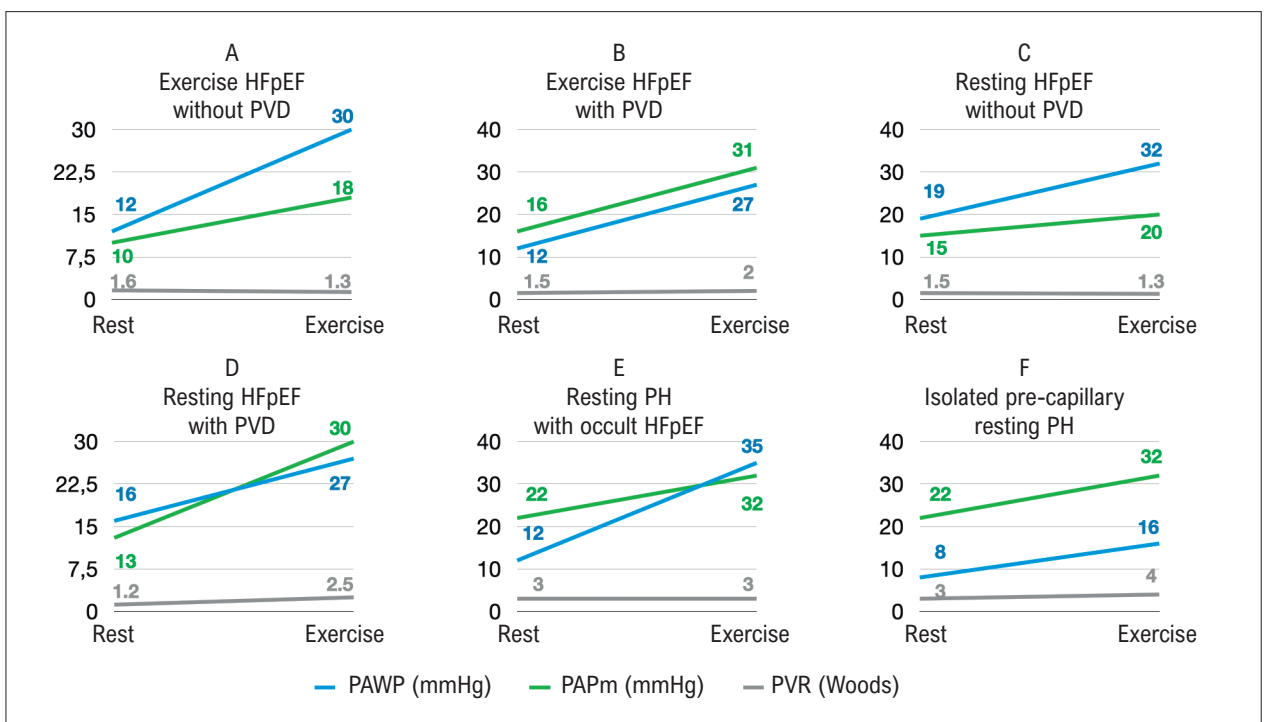 A
Exercise HFpEF
without PVD
30
22,5
15
7,5
0
12
30
10
18
1.6
1.3
Rest
Exercise
B
Exercise HFpEF
with PVD
40
30
20
10
0
16
31
12
27
1.5
2
Rest
Exercise
C
Resting HFpEF
without PVD
40
30
20
10
0
19
32
15
20
1.5
1.3
Rest
Exercise
D
Resting HFpEF
with PVD
30
22,5
15
7,5
0
16
30
13
27
1.2
2.5
Rest
Exercise
E
Resting PH
with occult HFpEF
40
30
20
10
0
22
35
12
32
3
3
Rest
Exercise
F
Isolated pre-capillary
resting PH
40
30
20
10
0
22
32
8
16
3
4
Rest
Exercise
PAWP (mmHg) PAPm (mmHg) PVR (Woods)